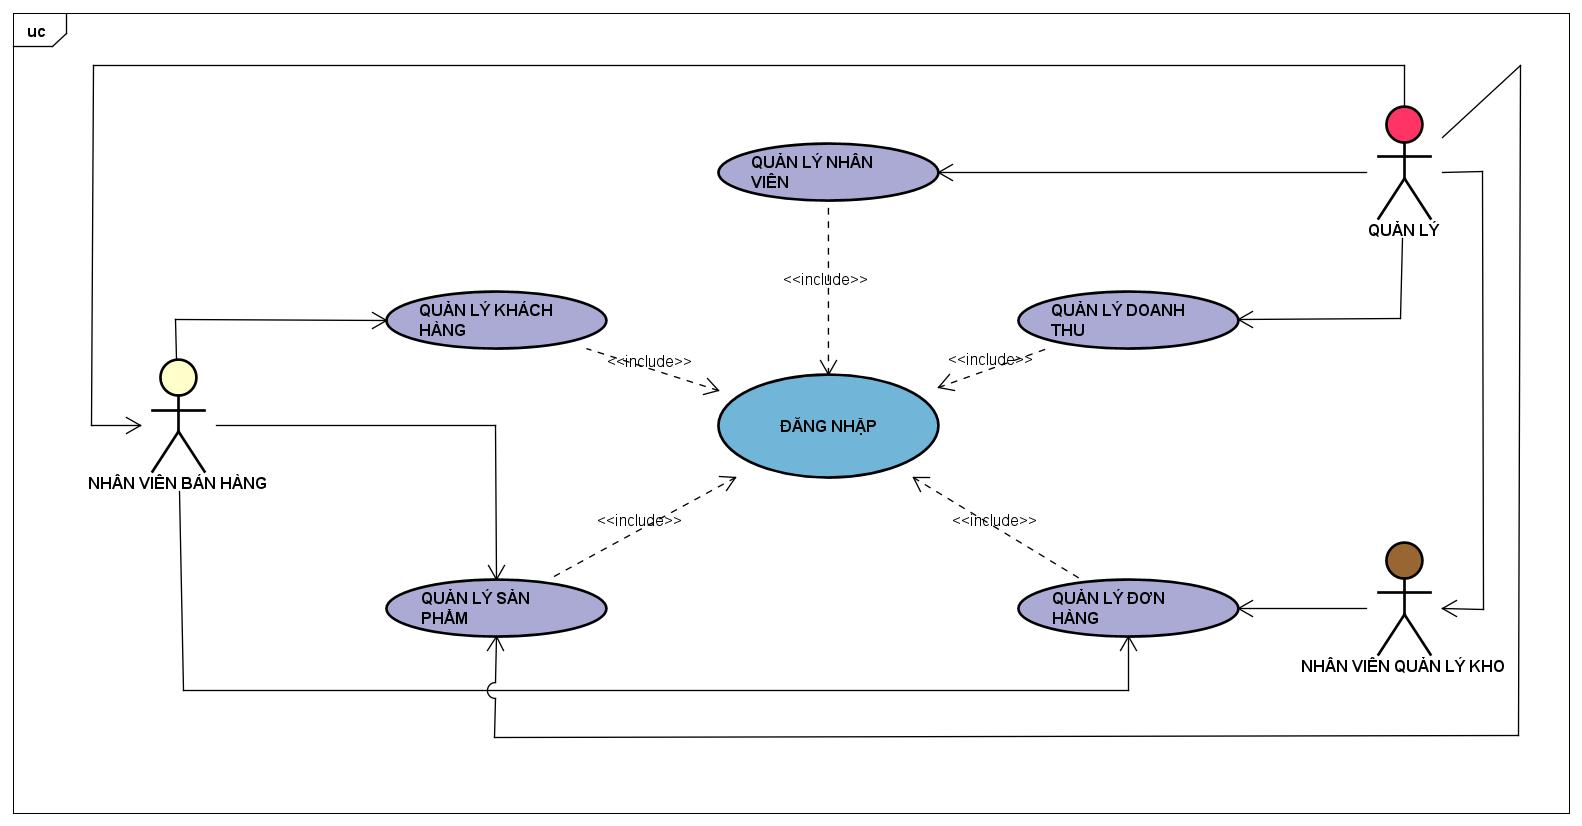 uc
QUẢN LÝ NHÂN
VIÊN
QUẢN LÝ
<<include>>
QUẢN LÝ KHÁCH
HÀNG
QUẢN LÝ DOANH
THU
<<include>>
<<include>>
ĐĂNG NHẬP
NHÂN VIÊN BÁN HÀNG
<<include>>
<<include>>
QUẢN LÝ SẢN
PHẨM
QUẢN LÝ ĐƠN
HÀNG
NHÂN VIÊN QUẢN LÝ KHO